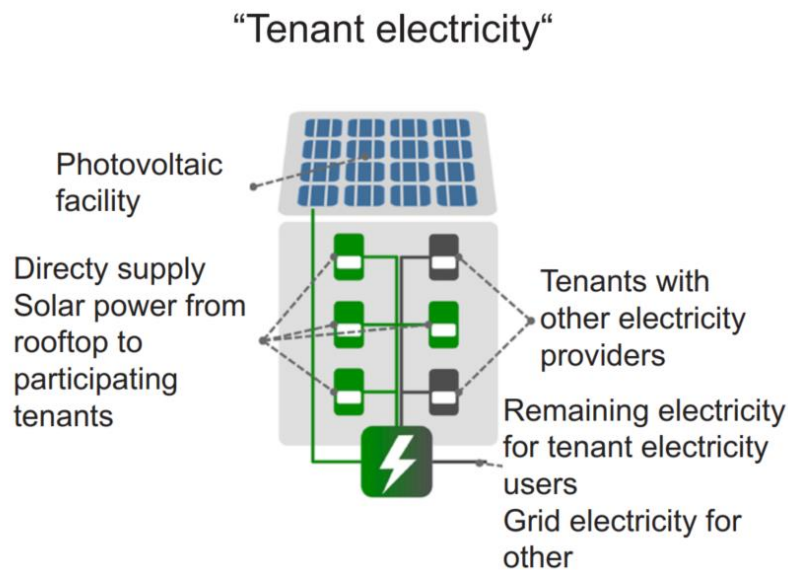 “Tenant electricity“
Photovoltaic
facility
Directy supply
Solar power from
rooftop to
participating
tenants
Tenants with
other electricity
providers
Remaining electricity
for tenant electricity
users
Grid electricity for
other